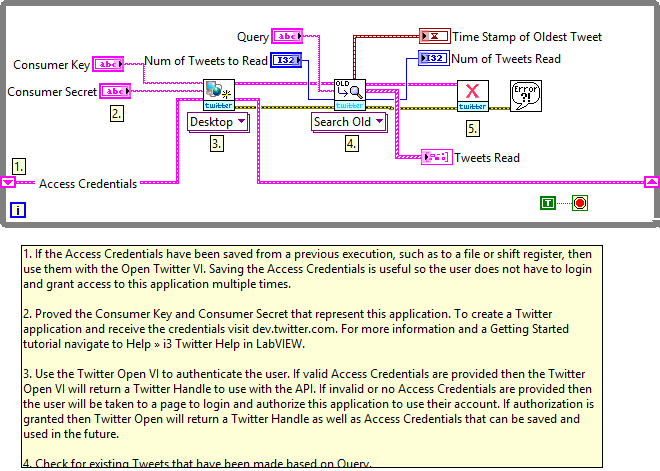 Query abc
Time Stamp of Oldest Tweet
Consumer Key abc
Num of Tweets to Read I32
I32 Num of Tweets Read
Consumer Secret abc
OLD
twitter
twitter
twitter
Error
?!
2.
Desktop
Search Old
3.
4.
5.
Tweets Read
1.
Access Credentials
i
T
1. If the Access Credentials have been saved from a previous execution, such as to a file or shift register, then
use them with the Open Twitter VI. Saving the Access Credentials is useful so the user does not have to login
and grant access to this application multiple times.
2. Proved the Consumer Key and Consumer Secret that represent this application. To create a Twitter
application and receive the credentials visit dev.twitter.com. For more information and a Getting Started
tutorial navigate to Help » i3 Twitter Help in LabVIEW.
3. Use the Twitter Open VI to authenticate the user. If valid Access Credentials are provided then the Twitter
Open VI will return a Twitter Handle to use with the API. If invalid or no Access Credentials are provided then
the user will be taken to a page to login and authorize this application to use their account. If authorization is
granted then Twitter Open will return a Twitter Handle as well as Access Credentials that can be saved and
used in the future.
4. Check for existing Tweets that have been made based on Query.